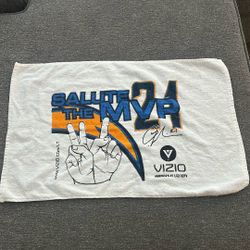 SALUTE 24
THE MVP
VIZIO